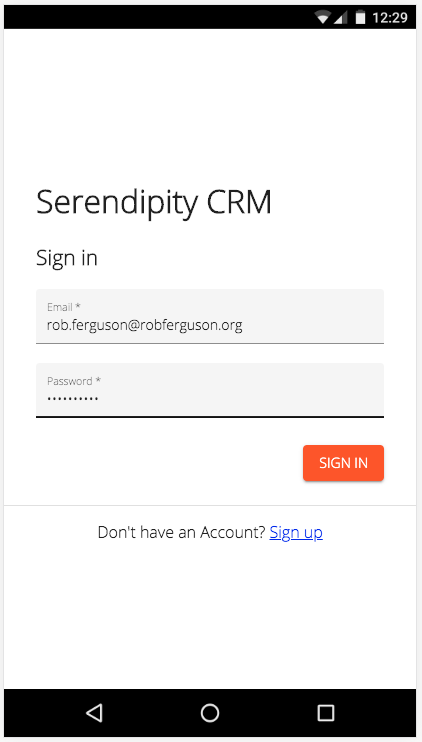 12:29
Serendipity CRM
Sign in
Email *
rob.ferguson@robferguson.org
Password *
••••••••••
SIGN IN
Don't have an Account? Sign up